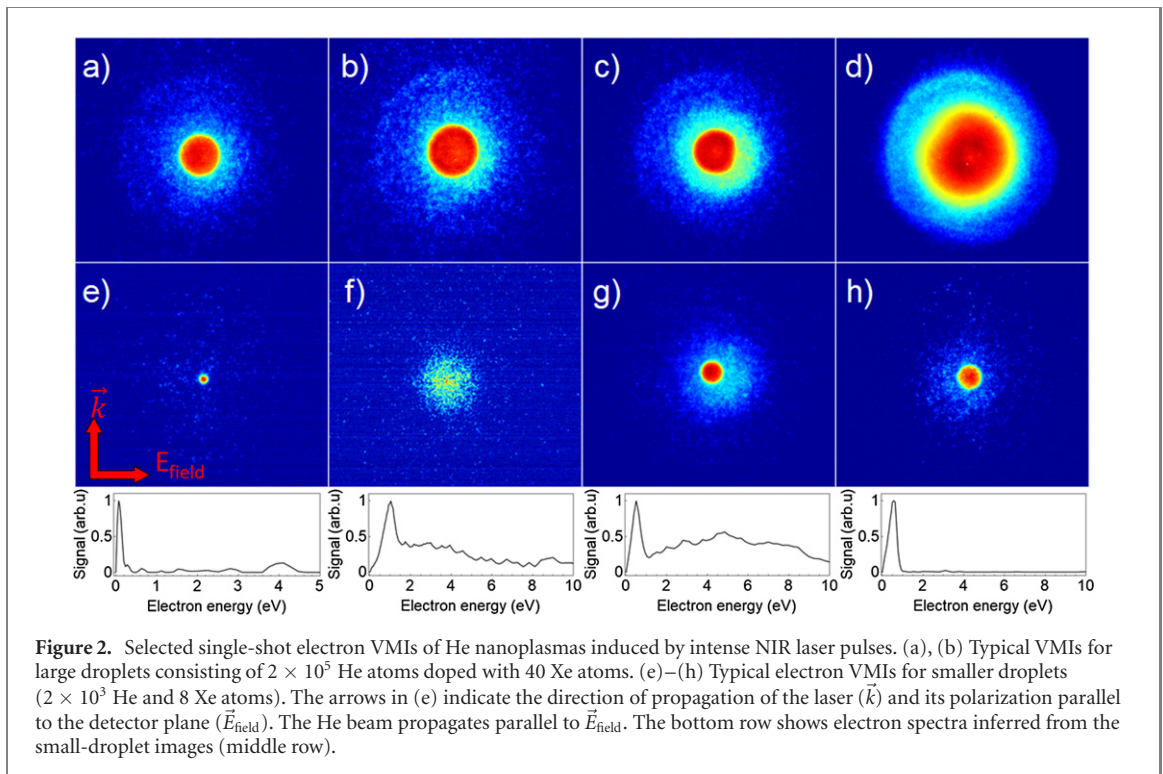 a)
b)
c)
d)
e)
f)
g)
h)
k⃗
E_field
Signal (arb.u)
1
0.5
0
0 1 2 3 4 5
Electron energy (eV)
Signal (arb.u)
1
0.5
0
0 2 4 6 8 10
Electron energy (eV)
Signal (arb.u)
1
0.5
0
0 2 4 6 8 10
Electron energy (eV)
Signal (arb.u)
1
0.5
0
0 2 4 6 8 10
Electron energy (eV)
Figure 2. Selected single-shot electron VMIs of He nanoplasmas induced by intense NIR laser pulses. (a), (b) Typical VMIs for
large droplets consisting of 2 × 10⁵ He atoms doped with 40 Xe atoms. (e)–(h) Typical electron VMIs for smaller droplets
(2 × 10³ He and 8 Xe atoms). The arrows in (e) indicate the direction of propagation of the laser (k⃗) and its polarization parallel
to the detector plane (E⃗_field). The He beam propagates parallel to E⃗_field. The bottom row shows electron spectra inferred from the
small-droplet images (middle row).